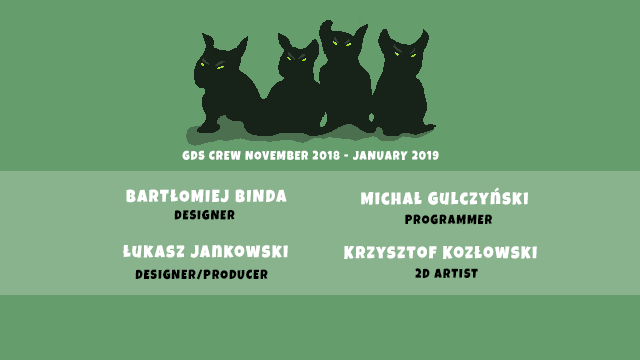 GDS CREW NOVEMBER 2018 - JANUARY 2019
BARTŁOMIEJ BINDA
DESIGNER
MICHAŁ GULCZYŃSKI
PROGRAMMER
ŁUKASZ JANKOWSKI
DESIGNER/PRODUCER
KRZYSZTOF KOZŁOWSKI
2D ARTIST